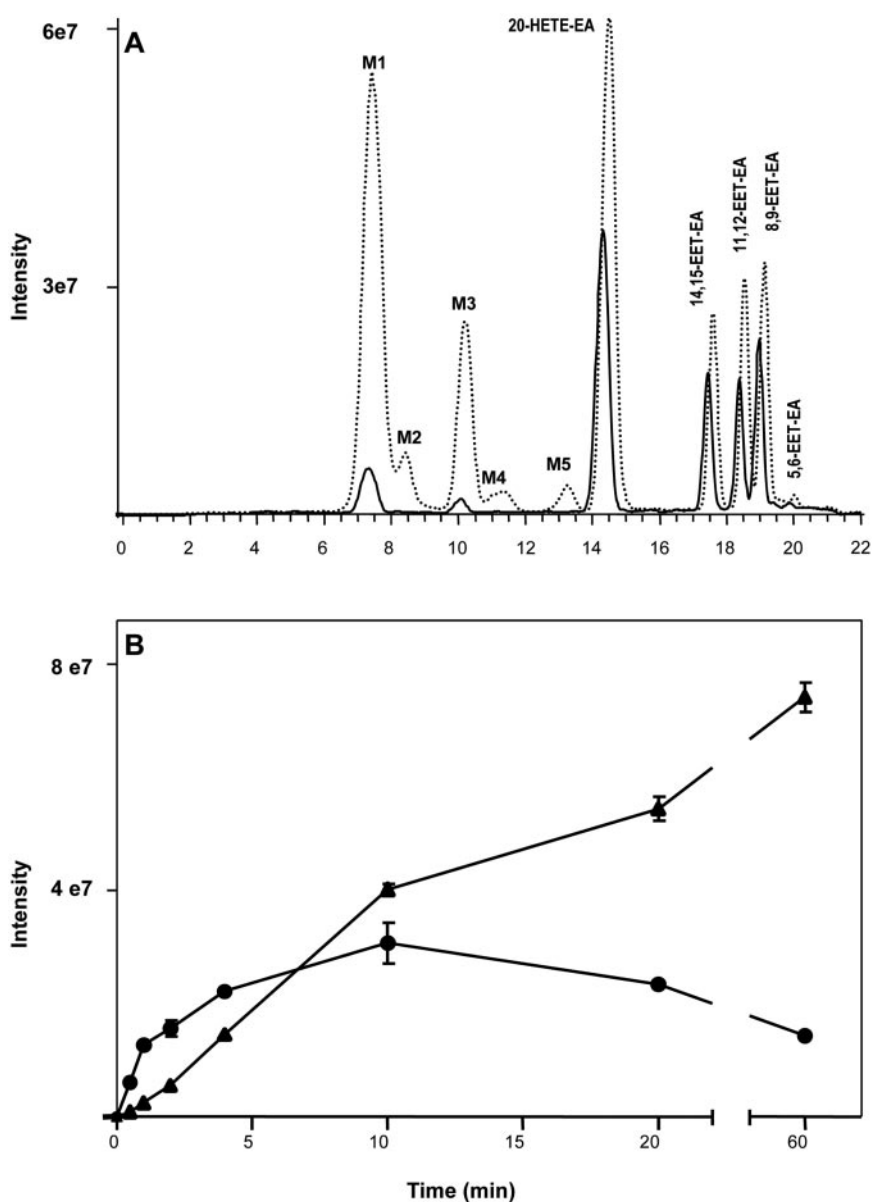 A
6e7
3e7
Intensity
M1
M2
M3
M4
M5
20-HETE-EA
14,15-EET-EA
11,12-EET-EA
8,9-EET-EA
5,6-EET-EA
0 2 4 6 8 10 12 14 16 18 20 22
B
8 e7
4 e7
Intensity
0 5 10 15 20 60
Time (min)